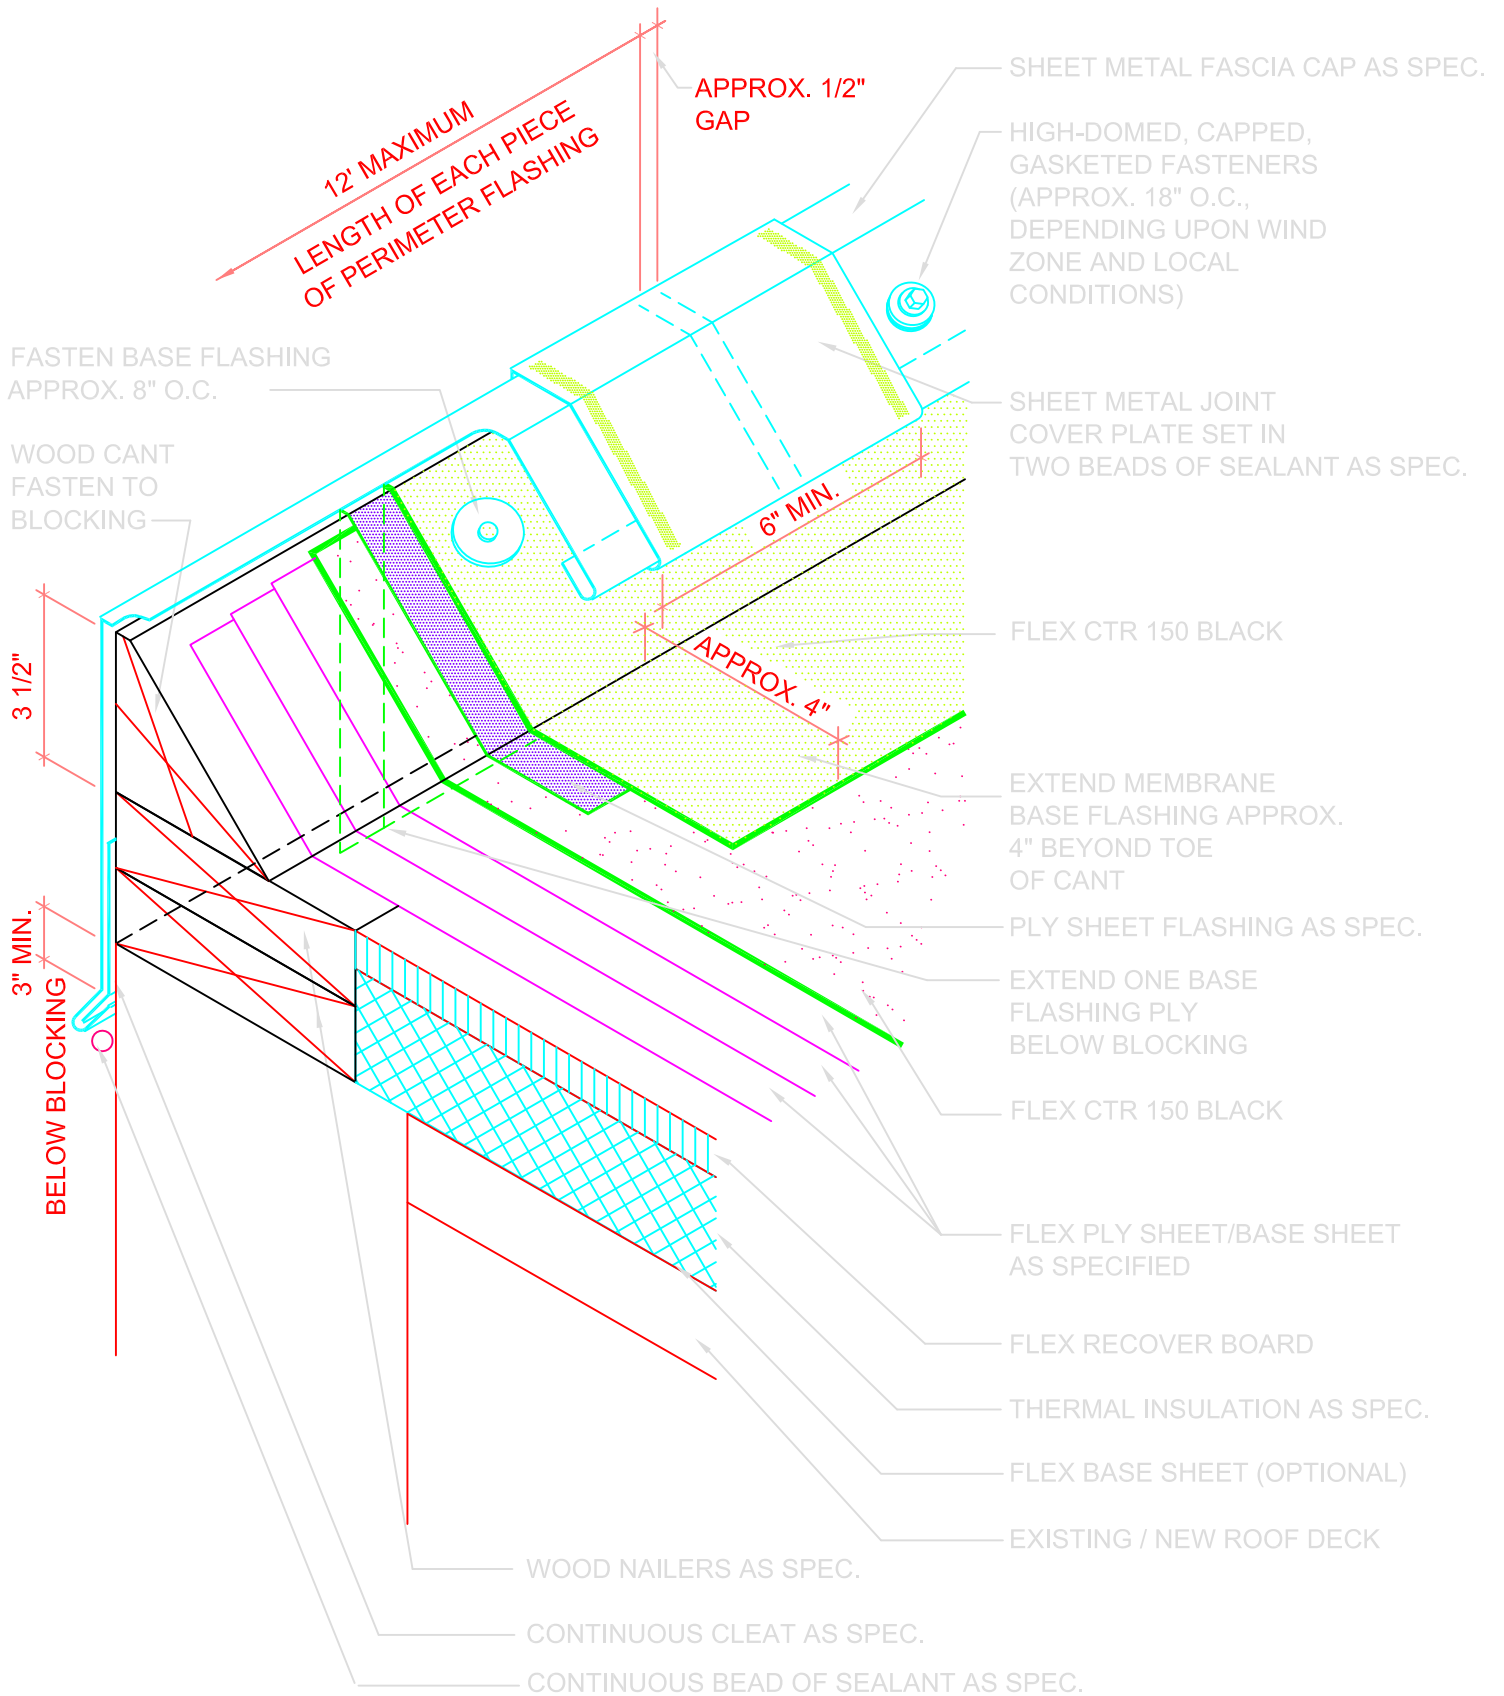 12' MAXIMUM
LENGTH OF EACH PIECE
OF PERIMETER FLASHING
APPROX. 1/2"
GAP
SHEET METAL FASCIA CAP AS SPEC.
HIGH-DOMED, CAPPED,
GASKETED FASTENERS
(APPROX. 18" O.C.,
DEPENDING UPON WIND
ZONE AND LOCAL
CONDITIONS)
FASTEN BASE FLASHING
APPROX. 8" O.C.
WOOD CANT
FASTEN TO
BLOCKING
SHEET METAL JOINT
COVER PLATE SET IN
TWO BEADS OF SEALANT AS SPEC.
6" MIN.
APPROX. 4"
3 1/2"
3" MIN.
BELOW BLOCKING
FLEX CTR 150 BLACK
EXTEND MEMBRANE
BASE FLASHING APPROX.
4" BEYOND TOE
OF CANT
PLY SHEET FLASHING AS SPEC.
EXTEND ONE BASE
FLASHING PLY
BELOW BLOCKING
FLEX CTR 150 BLACK
FLEX PLY SHEET/BASE SHEET
AS SPECIFIED
FLEX RECOVER BOARD
THERMAL INSULATION AS SPEC.
FLEX BASE SHEET (OPTIONAL)
EXISTING / NEW ROOF DECK
WOOD NAILERS AS SPEC.
CONTINUOUS CLEAT AS SPEC.
CONTINUOUS BEAD OF SEALANT AS SPEC.